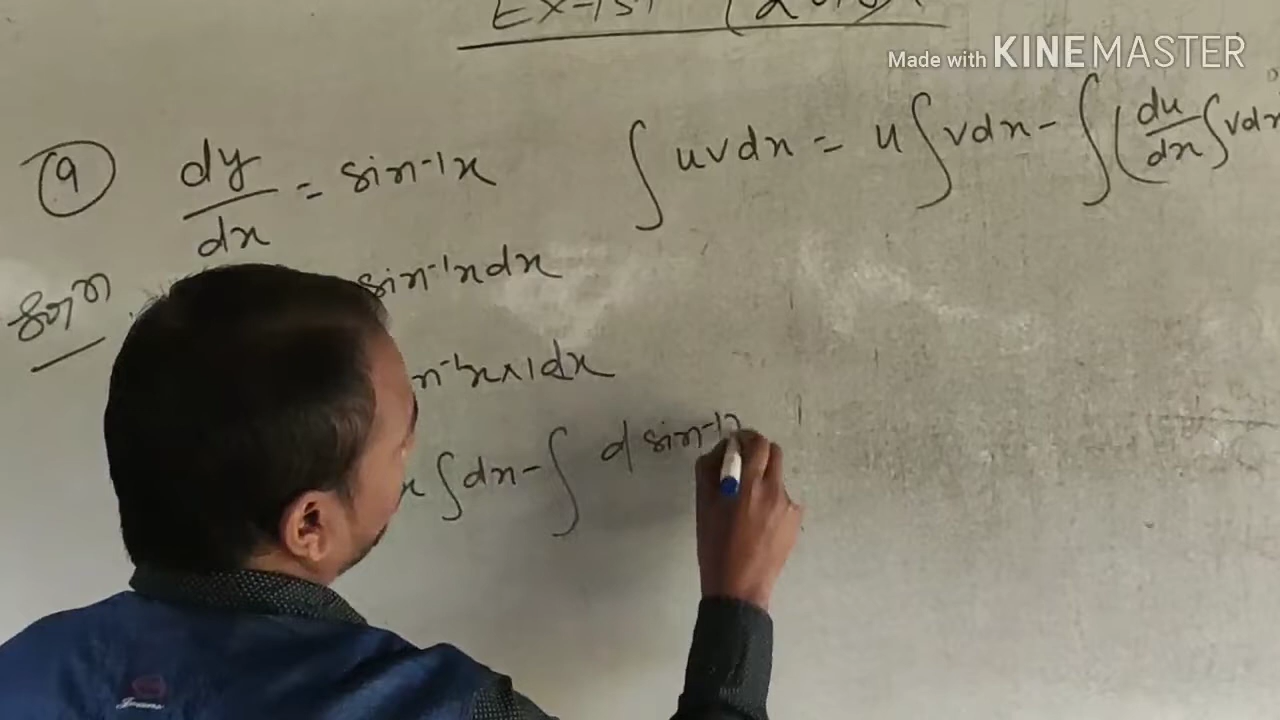 Made with KINEMASTER
9 dy/dx = sin⁻¹x
∫uvdx = u∫vdx - ∫(du/dx ∫vdx
Solⁿ
sin⁻¹xdx
n⁻¹x×1dx
x∫dx - ∫ d sin⁻¹